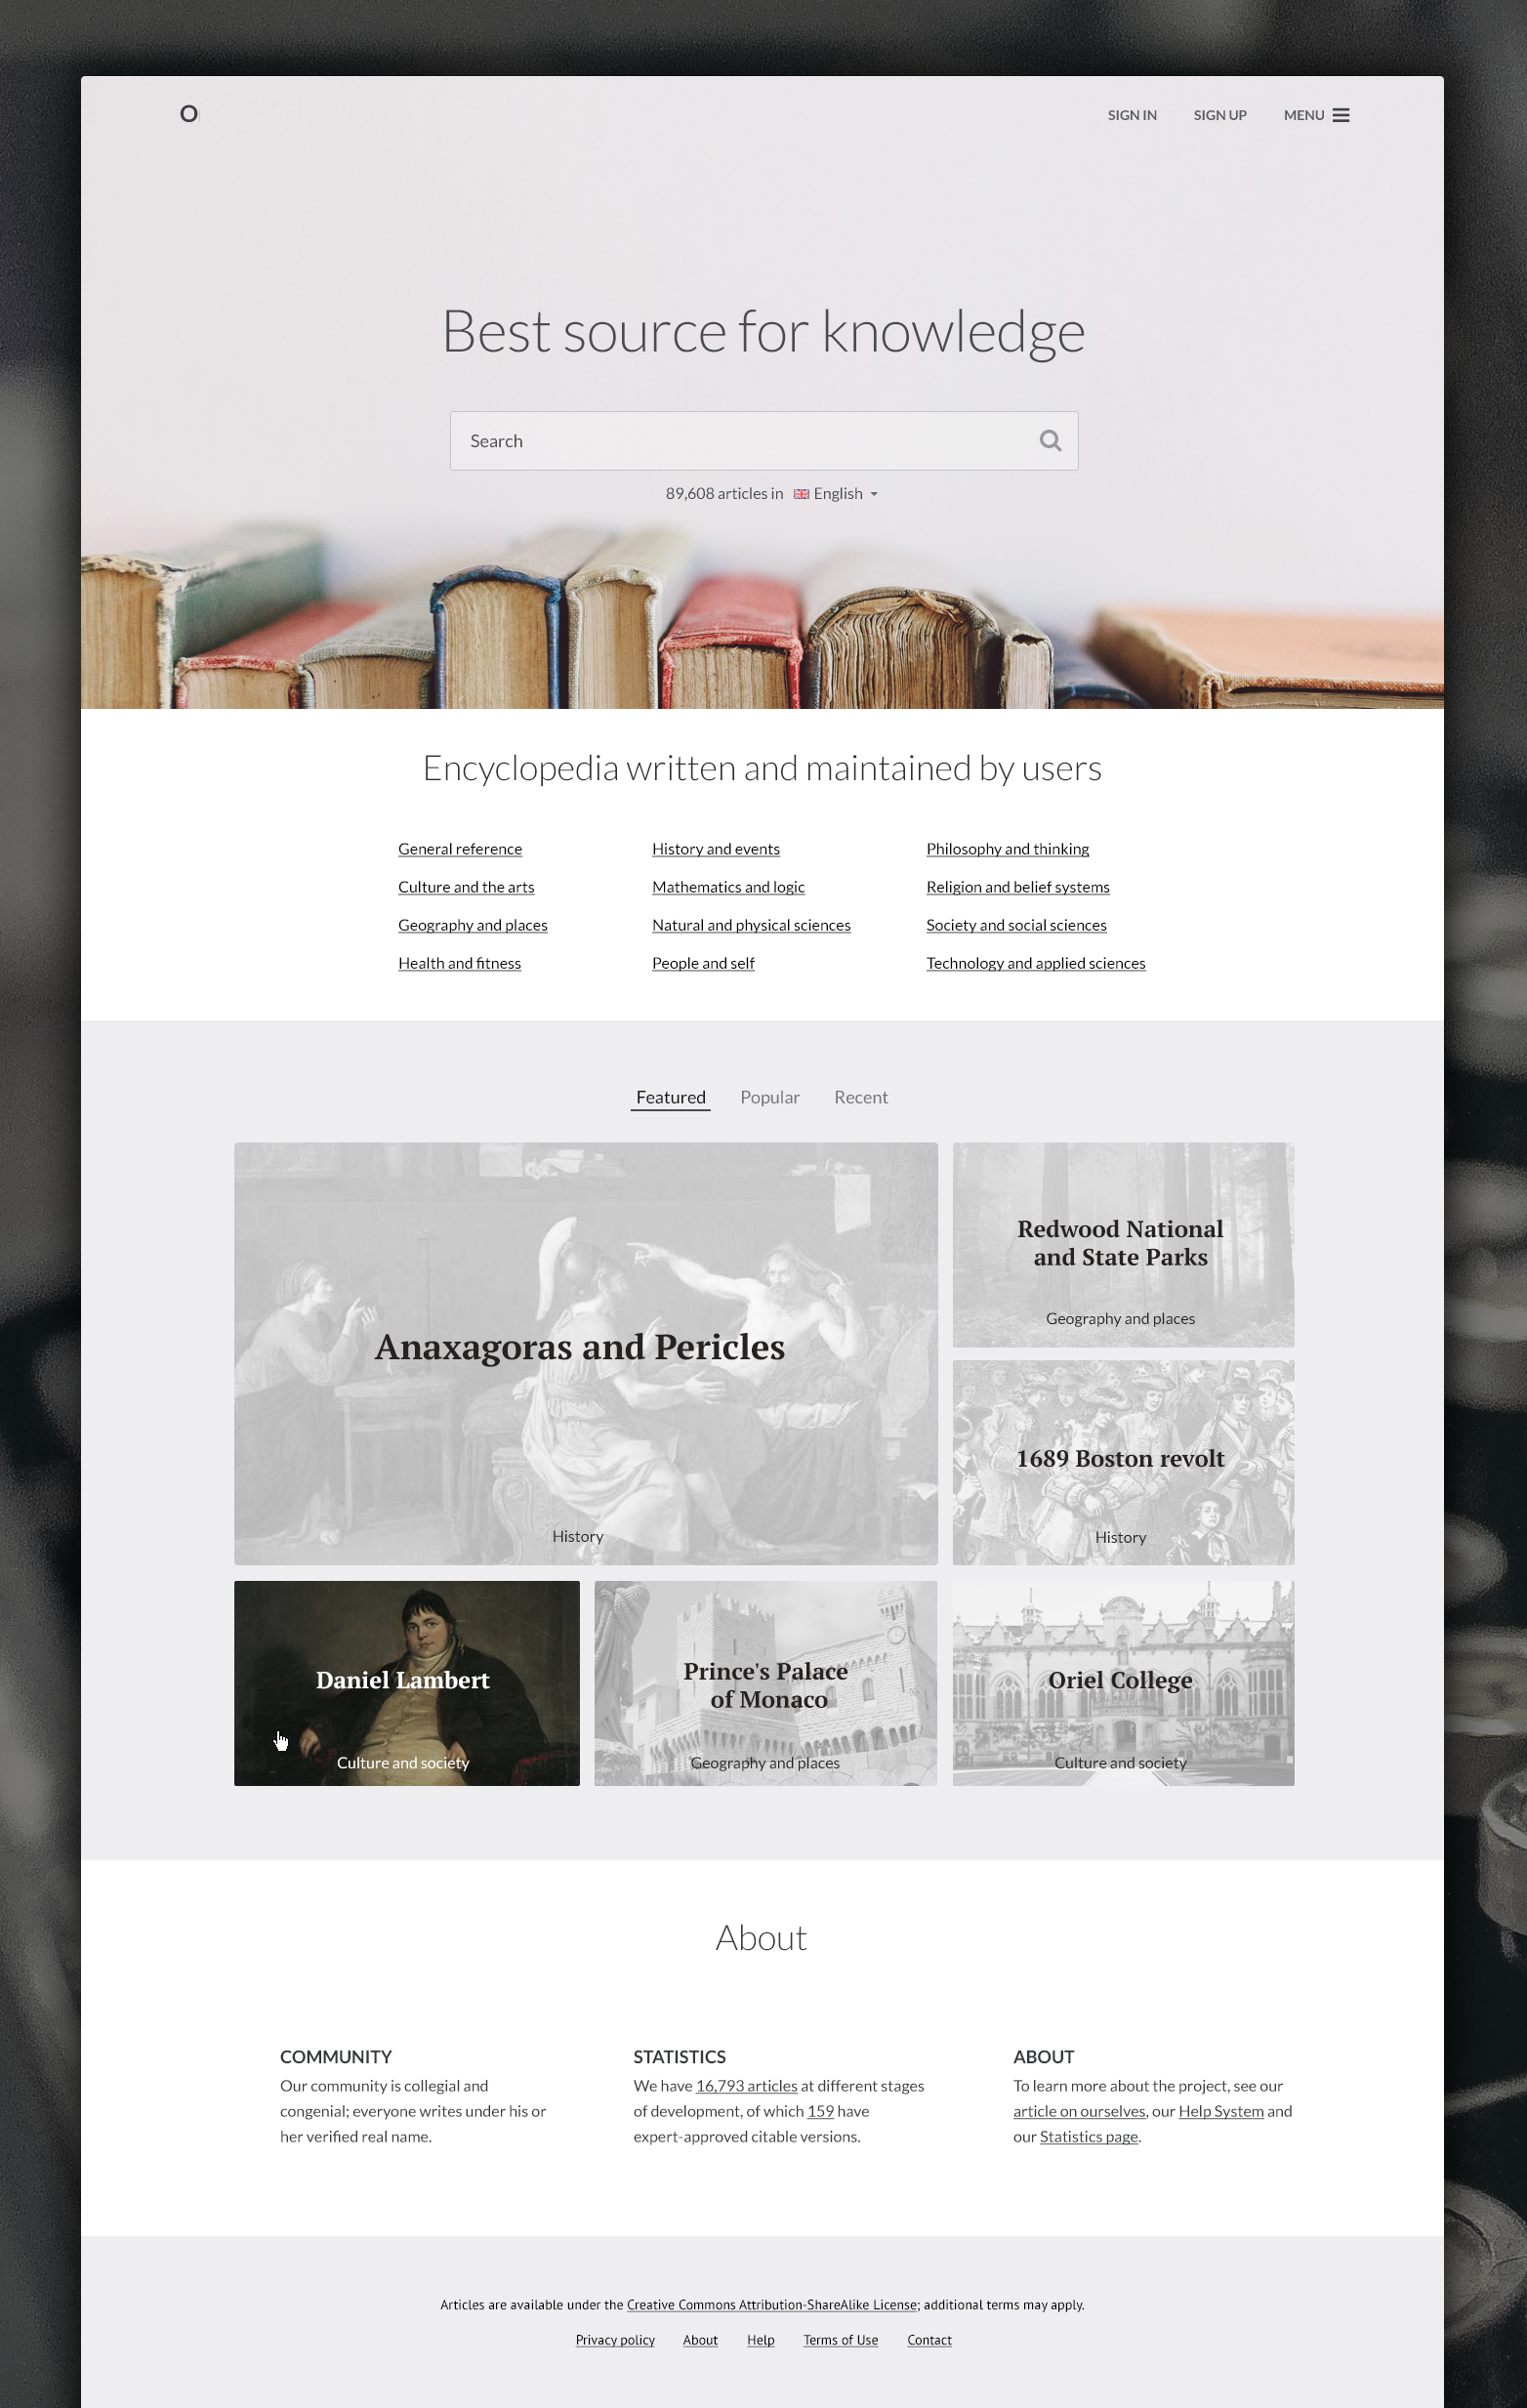 O
SIGN IN SIGN UP MENU
Best source for knowledge
Search
89,608 articles in English
Encyclopedia written and maintained by users
General reference History and events Philosophy and thinking
Culture and the arts Mathematics and logic Religion and belief systems
Geography and places Natural and physical sciences Society and social sciences
Health and fitness People and self Technology and applied sciences
Featured Popular Recent
Anaxagoras and Pericles
History
Redwood National
and State Parks
Geography and places
1689 Boston revolt
History
Daniel Lambert
Culture and society
Prince's Palace
of Monaco
Geography and places
Oriel College
Culture and society
About
COMMUNITY
Our community is collegial and
congenial; everyone writes under his or
her verified real name.
STATISTICS
We have 16,793 articles at different stages
of development, of which 159 have
expert-approved citable versions.
ABOUT
To learn more about the project, see our
article on ourselves, our Help System and
our Statistics page.
Articles are available under the Creative Commons Attribution-ShareAlike License; additional terms may apply.
Privacy policy About Help Terms of Use Contact